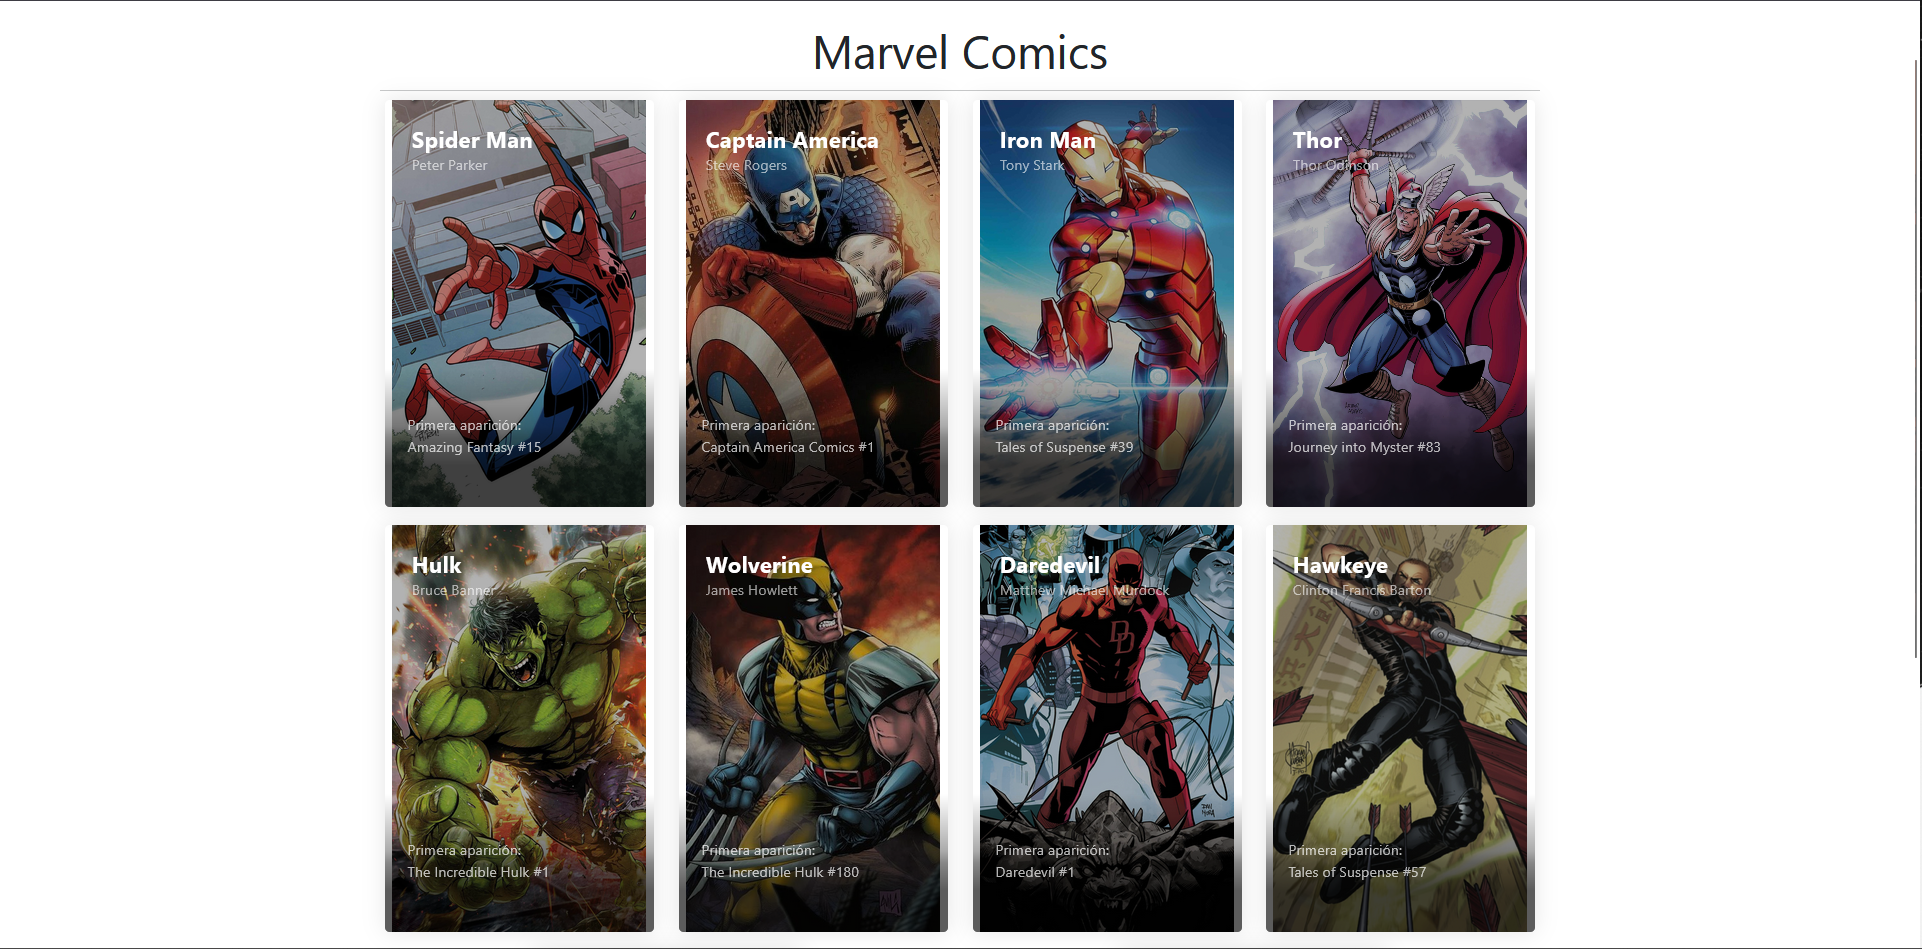 Marvel Comics
Spider Man
Peter Parker
Primera aparición:
Amazing Fantasy #15
Captain America
Steve Rogers
Primera aparición:
Captain America Comics #1
Iron Man
Tony Stark
Primera aparición:
Tales of Suspense #39
Thor
Thor Odinson
Primera aparición:
Journey into Myster #83
Hulk
Bruce Banner
Primera aparición:
The Incredible Hulk #1
Wolverine
James Howlett
Primera aparición:
The Incredible Hulk #180
Daredevil
Matthew Michael Murdock
DD
Primera aparición:
Daredevil #1
Hawkeye
Clinton Francis Barton
Primera aparición:
Tales of Suspense #57